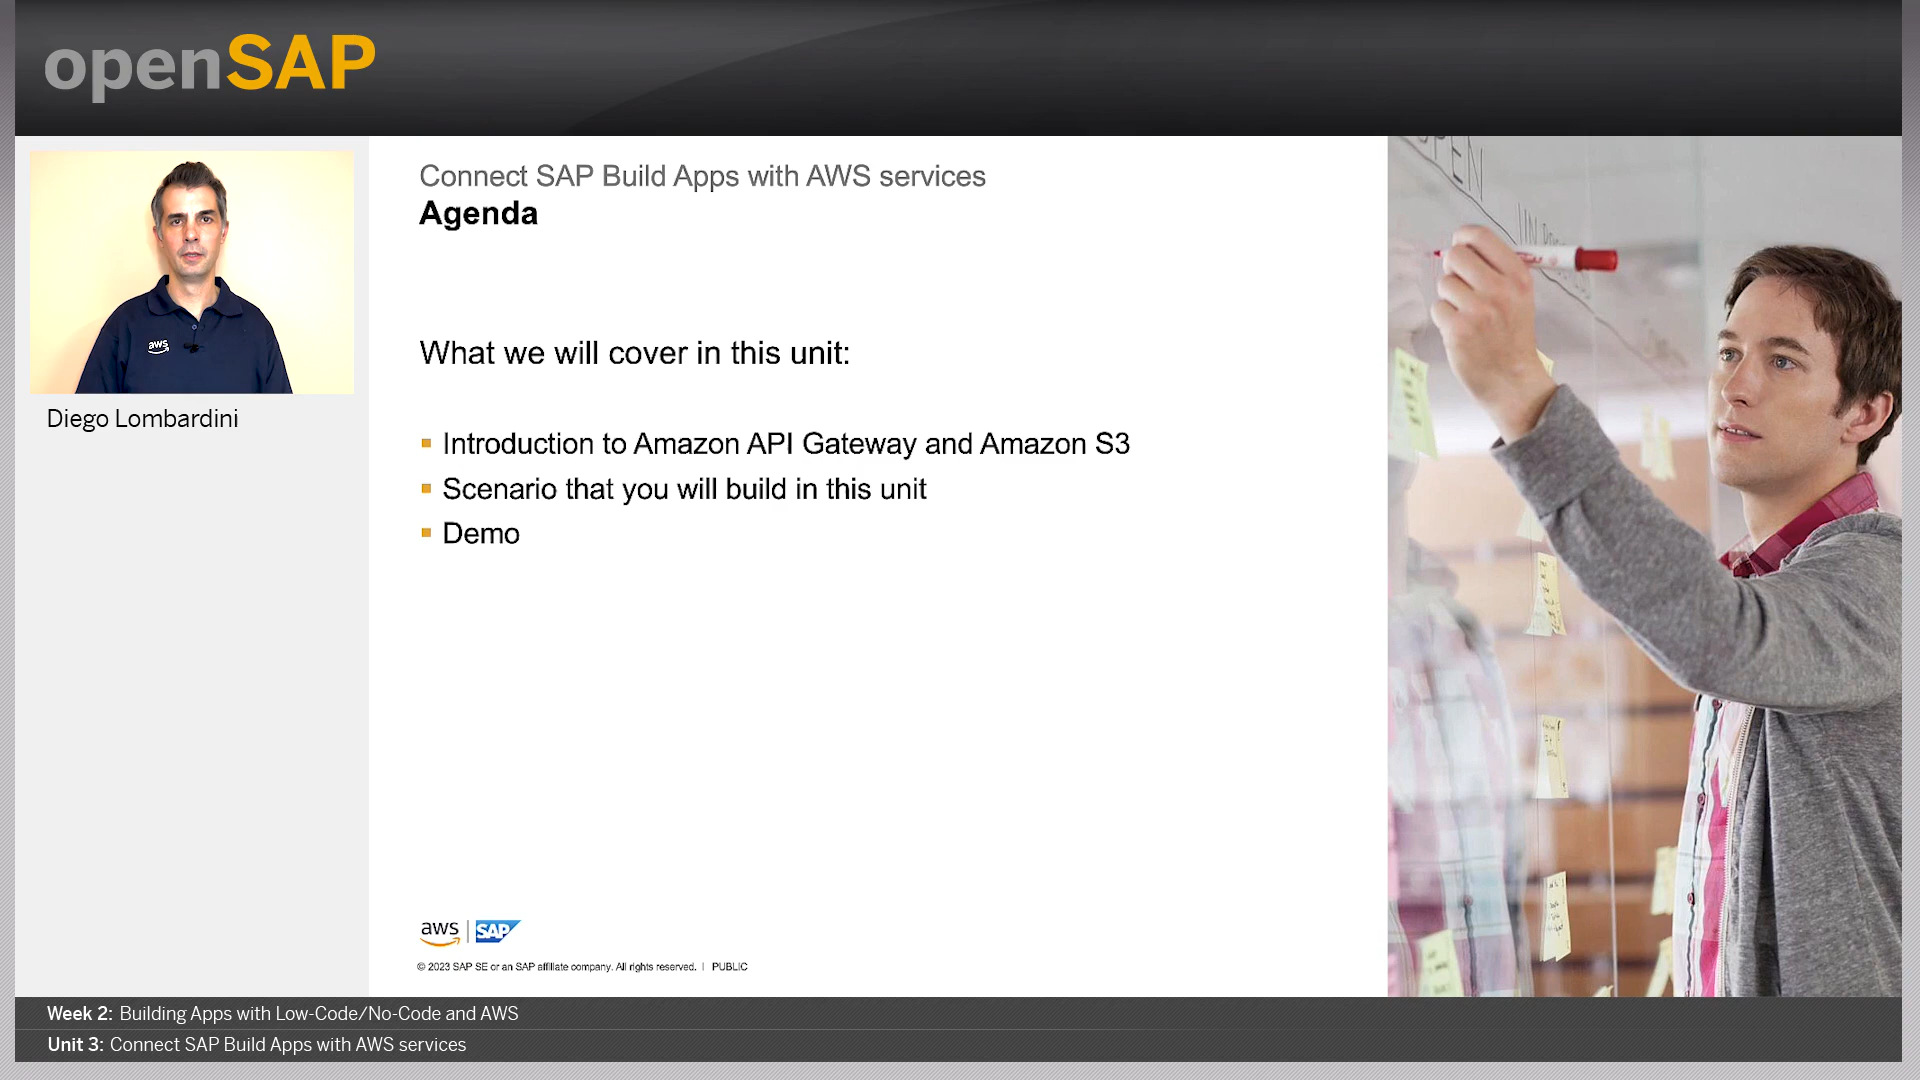 openSAP
aws
Diego Lombardini
Connect SAP Build Apps with AWS services
Agenda
What we will cover in this unit:
Introduction to Amazon API Gateway and Amazon S3
Scenario that you will build in this unit
Demo
OPEN
aws | SAP
© 2023 SAP SE or an SAP affiliate company. All rights reserved. | PUBLIC
Week 2: Building Apps with Low-Code/No-Code and AWS
Unit 3: Connect SAP Build Apps with AWS services